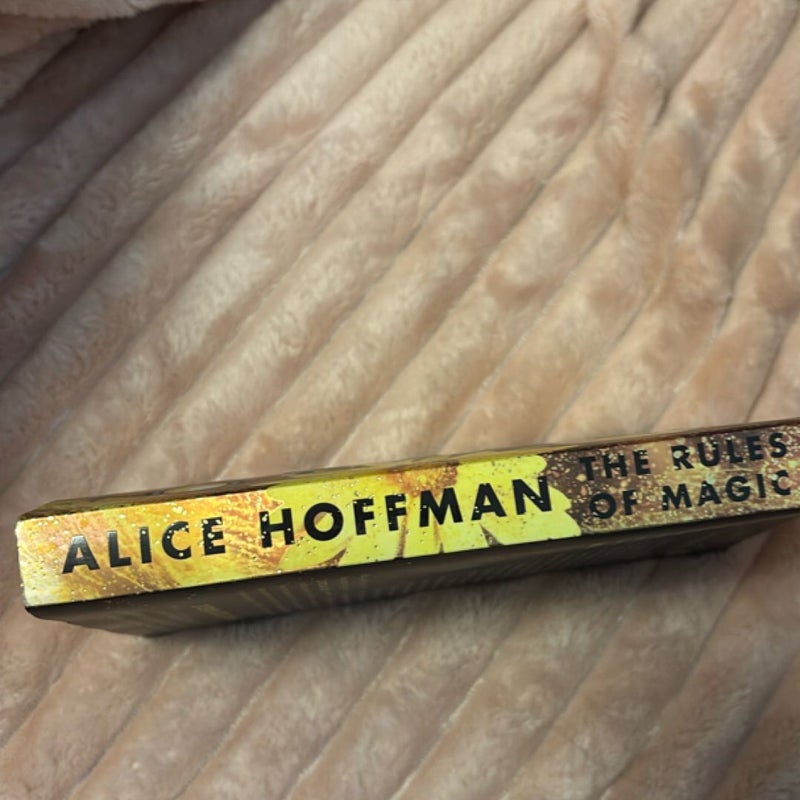 ALICE HOFFMAN
THE RULES
OF MAGIC